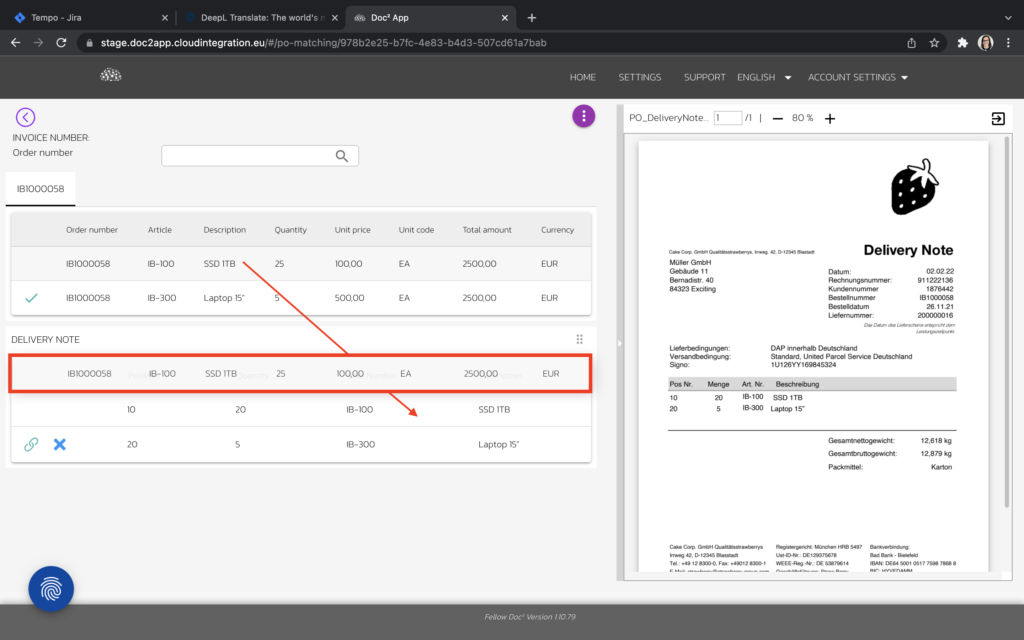 Tempo - Jira
DeepL Translate: The world's m
Doc² App
stage.doc2app.cloudintegration.eu/#/po-matching/978b2e25-b7fc-4e83-b4d3-507cd61a7bab
HOME SETTINGS SUPPORT ENGLISH ACCOUNT SETTINGS
INVOICE NUMBER:
Order number
IB1000058
Order number Article Description Quantity Unit price Unit code Total amount Currency
IB1000058 IB-100 SSD 1TB 25 100,00 EA 2500,00 EUR
IB1000058 IB-300 Laptop 15" 5 500,00 EA 2500,00 EUR
DELIVERY NOTE
IB1000058 IB-100 SSD 1TB 25 100,00 EA 2500,00 EUR
10 20 IB-100 SSD 1TB
20 5 IB-300 Laptop 15"
PO_DeliveryNote... 1 /1 | 80 %
Cake Corp. GmbH Qualitätsstrawberrys, Irrweg. 42, D-12345 Blasstadt
Delivery Note
Müller GmbH
Gebäude 11
Bernadistr. 40
84323 Exciting
Datum: 02.02.22
Rechnungsnummer: 911222136
Kundennummer 1876442
Bestellnummer IB1000058
Bestelldatum 26.11.21
Liefernummer: 200000016
Das Datum des Lieferscheins entspricht dem
Leistungszeitpunkt.
Lieferbedingungen: DAP innerhalb Deutschland
Versandbedingung: Standard, United Parcel Service Deutschland
Signo: 1U126YY169845324
Pos Nr. Menge Art. Nr. Beschreibung
10 20 IB-100 SSD 1TB
20 5 IB-300 Laptop 15"
Gesamtnettogewicht: 12,618 kg
Gesamtbruttogewicht: 12,879 kg
Packmittel: Karton
Cake Corp. GmbH Qualitätsstrawberrys Registergericht: München HRB 5497 Bankverbindung:
Irrweg 42, D-12345 Blasstadt Ust-ID-Nr.: DE129375678 Bad Bank - Bielefeld
Tel.: +49 12 8300-0, Fax: +49012 8300-1 WEEE-Reg.-Nr.: DE 53879614 IBAN: DE64 5001 0517 7598 7868 8
Fellow Doc² Version 1.10.79